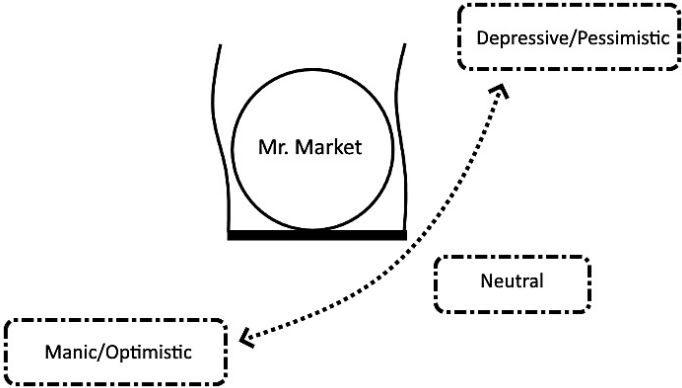 Depressive/Pessimistic
Mr. Market
Neutral
Manic/Optimistic